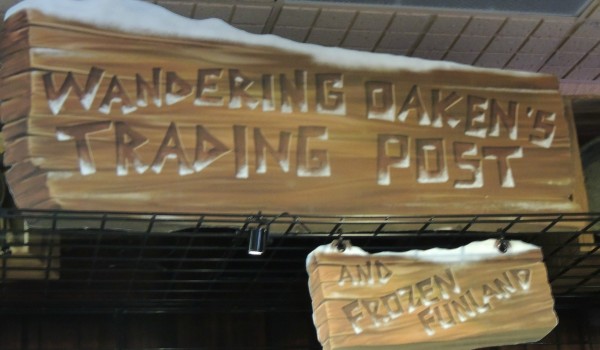 WANDERING OAKEN'S
TRADING POST
AND
FROZEN
FUNLAND